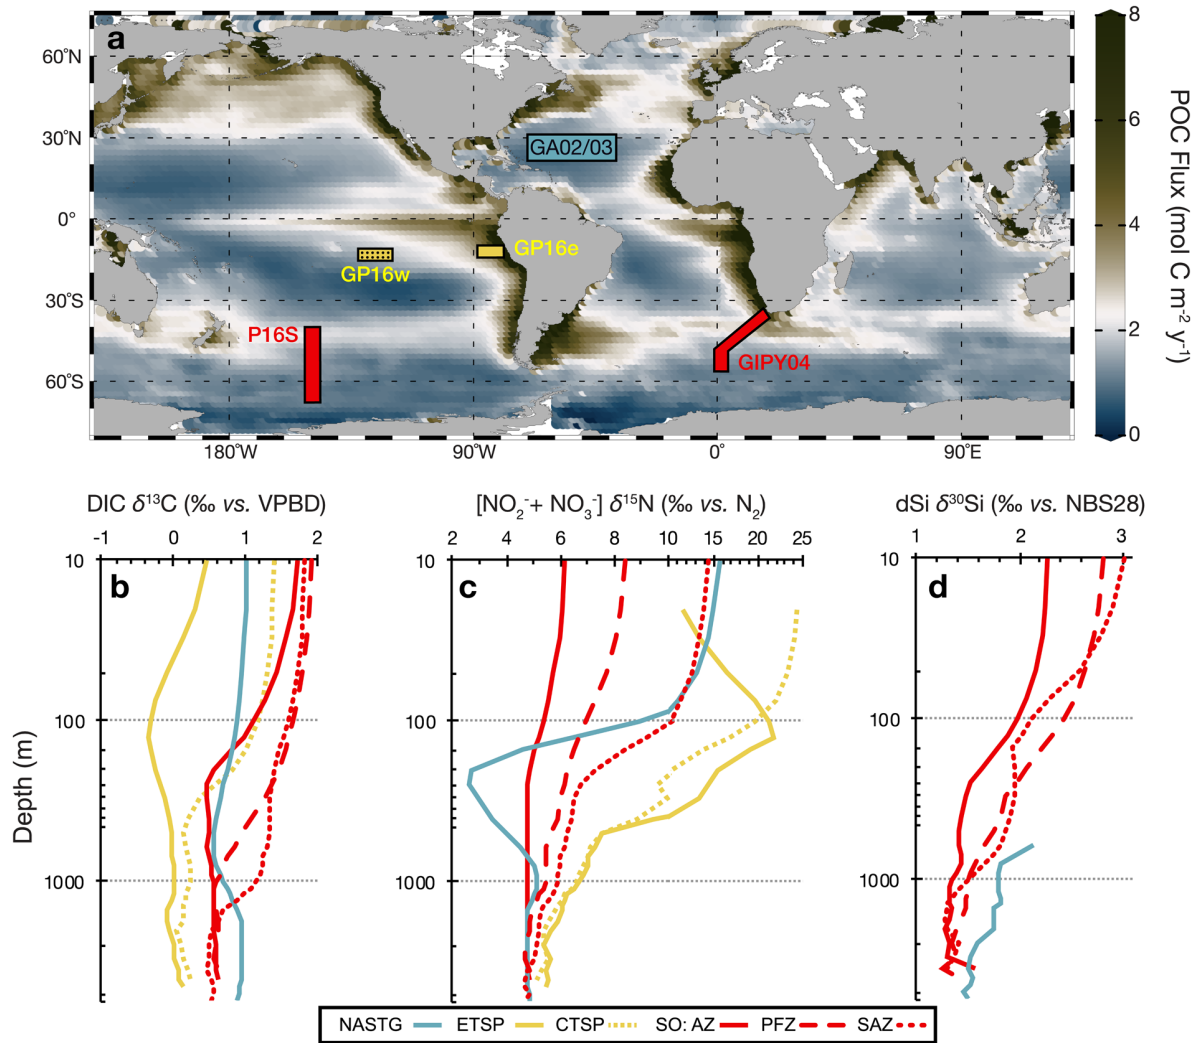 a
60°N
30°N
0°
30°S
60°S
180°W
90°W
0°
90°E
GA02/03
GP16e
GP16w
P16S
GIPY04
8
6
4
2
0
POC Flux (mol C m⁻² y⁻¹)
DIC δ¹³C (‰ vs. VPBD)
-1 0 1 2
[NO₂⁻ + NO₃⁻] δ¹⁵N (‰ vs. N₂)
2 4 6 8 10 15 20 25
dSi δ³⁰Si (‰ vs. NBS28)
1 2 3
b
c
d
10
100
1000
10
100
1000
10
100
1000
Depth (m)
NASTG ETSP CTSP SO: AZ PFZ SAZ